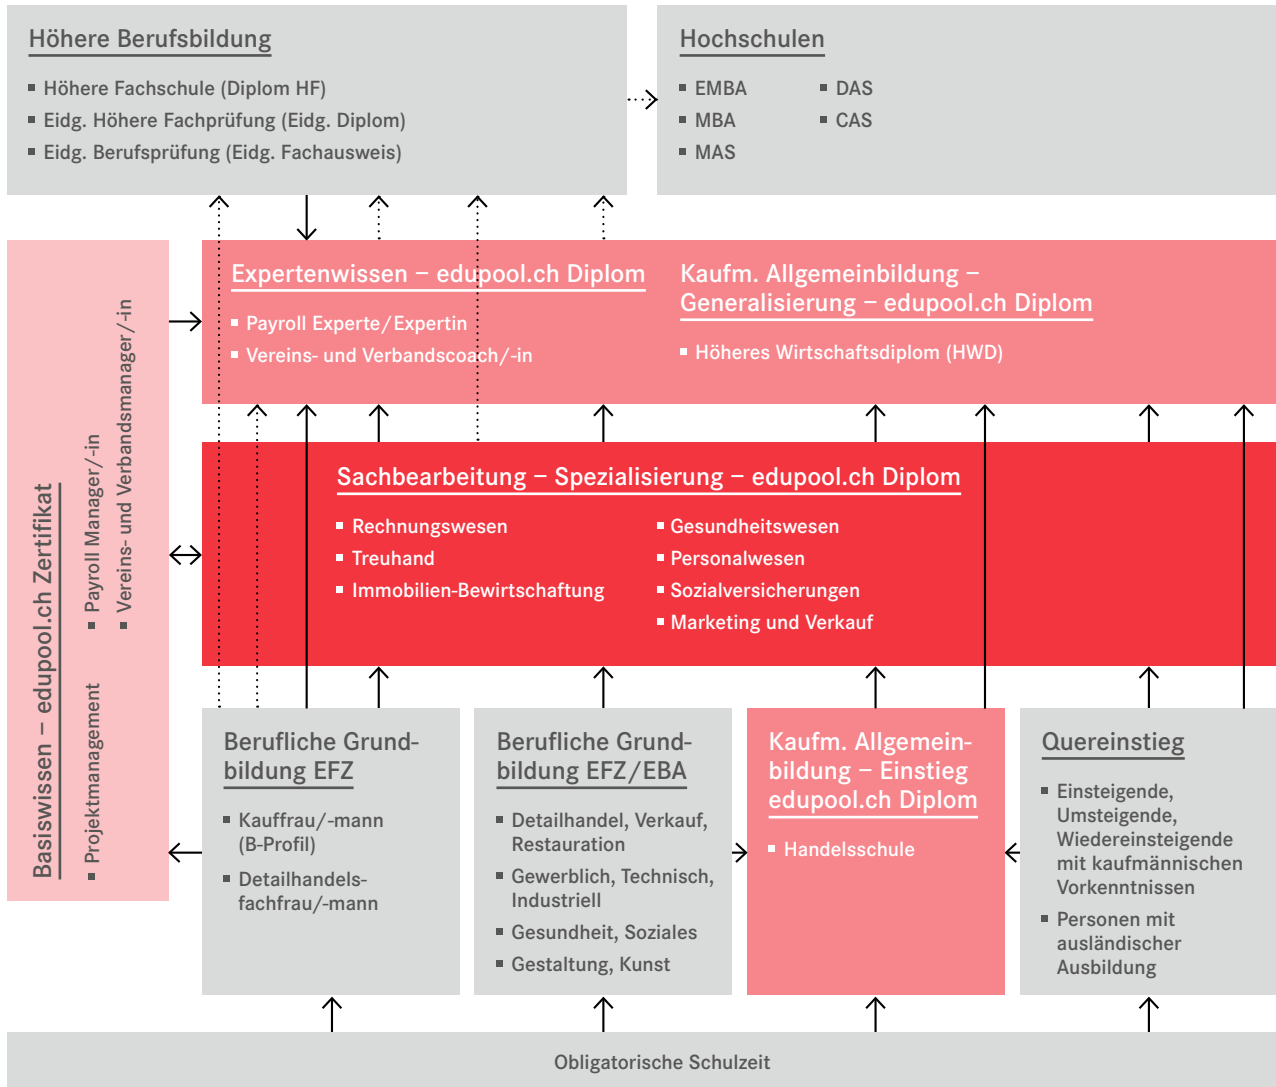 Höhere Berufsbildung
▪ Höhere Fachschule (Diplom HF)
▪ Eidg. Höhere Fachprüfung (Eidg. Diplom)
▪ Eidg. Berufsprüfung (Eidg. Fachausweis)
Hochschulen
▪ EMBA
▪ MBA
▪ MAS
▪ DAS
▪ CAS
Basiswissen – edupool.ch Zertifikat
▪ Projektmanagement
▪ Payroll Manager/-in
▪ Vereins- und Verbandsmanager/-in
Expertenwissen – edupool.ch Diplom
▪ Payroll Experte/Expertin
▪ Vereins- und Verbandscoach/-in
Kaufm. Allgemeinbildung –
Generalisierung – edupool.ch Diplom
▪ Höheres Wirtschaftsdiplom (HWD)
Sachbearbeitung – Spezialisierung – edupool.ch Diplom
▪ Rechnungswesen
▪ Treuhand
▪ Immobilien-Bewirtschaftung
▪ Gesundheitswesen
▪ Personalwesen
▪ Sozialversicherungen
▪ Marketing und Verkauf
Berufliche Grund-
bildung EFZ
▪ Kauffrau/-mann
(B-Profil)
▪ Detailhandels-
fachfrau/-mann
Berufliche Grund-
bildung EFZ/EBA
▪ Detailhandel, Verkauf,
Restauration
▪ Gewerblich, Technisch,
Industriell
▪ Gesundheit, Soziales
▪ Gestaltung, Kunst
Kaufm. Allgemein-
bildung – Einstieg
edupool.ch Diplom
▪ Handelsschule
Quereinstieg
▪ Einsteigende,
Umsteigende,
Wiedereinsteigende
mit kaufmännischen
Vorkenntnissen
▪ Personen mit
ausländischer
Ausbildung
Obligatorische Schulzeit